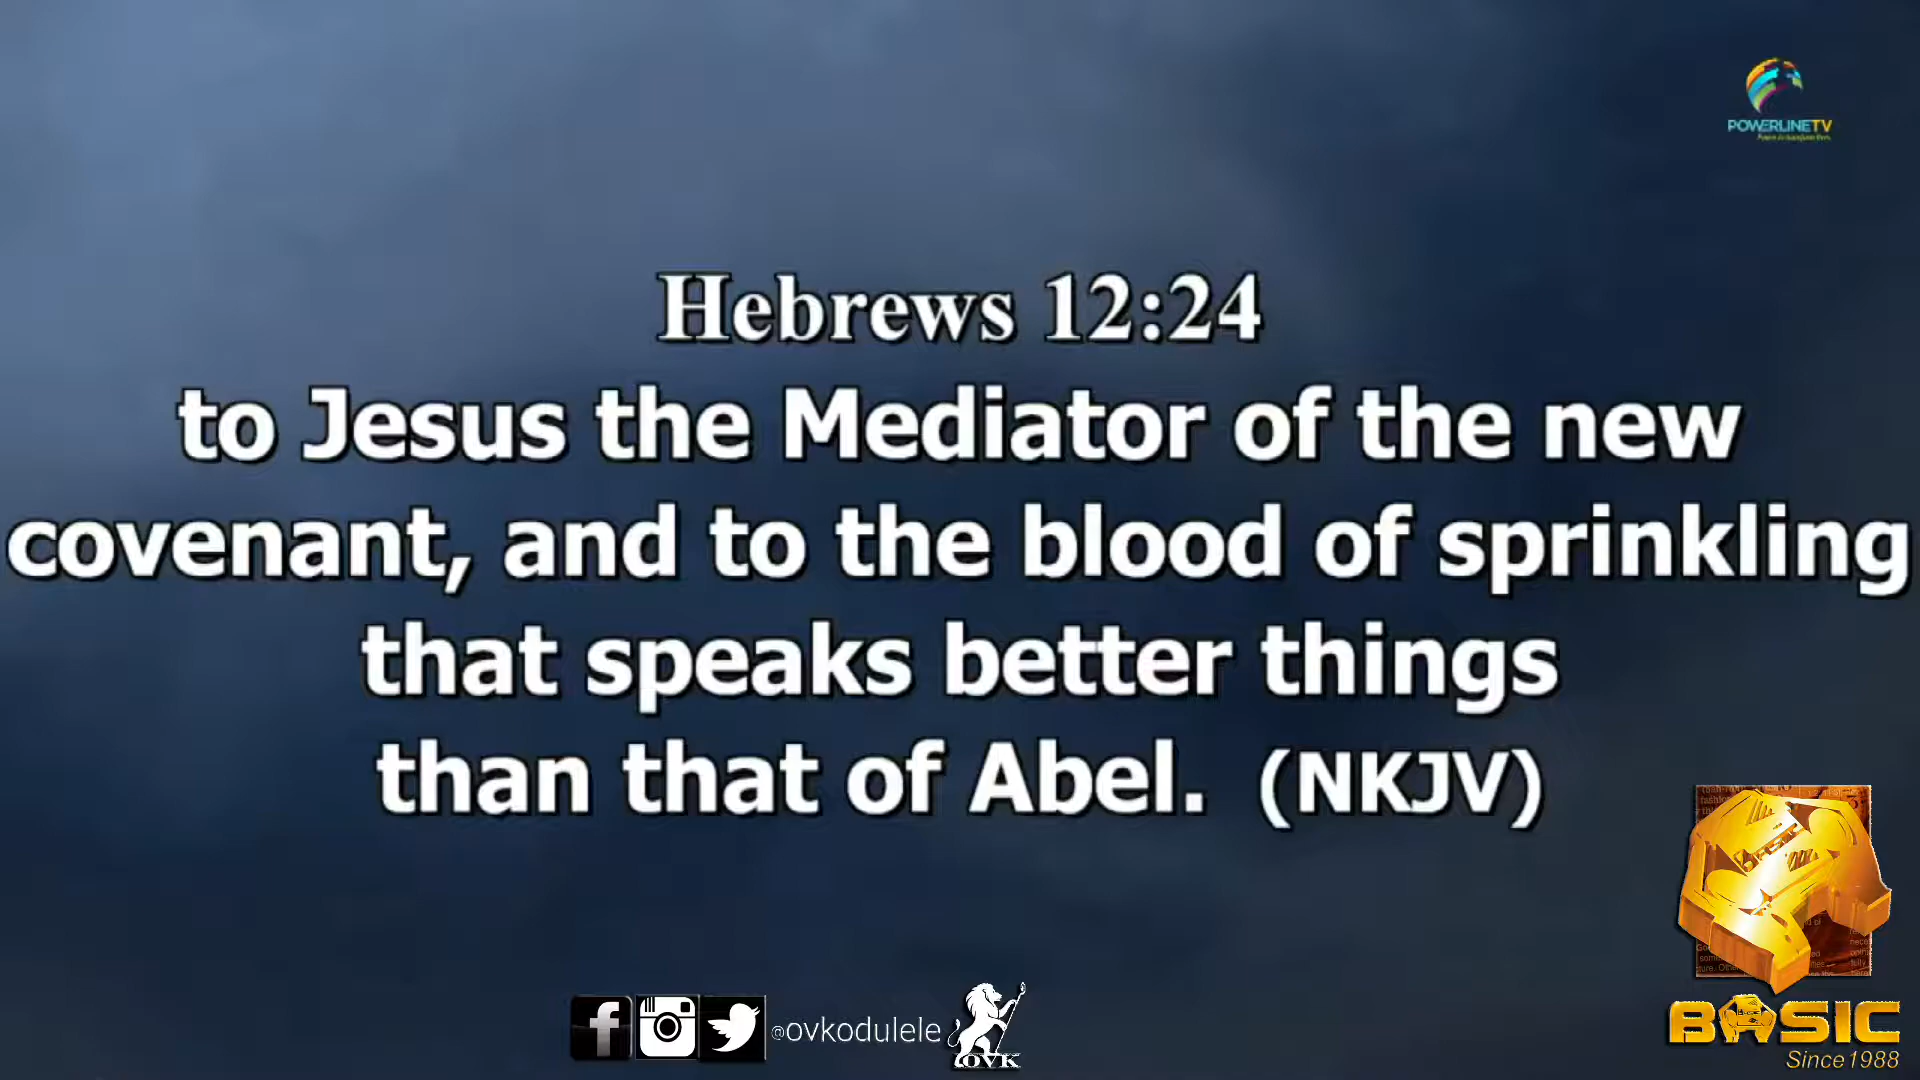 POWERLINETV
Hebrews 12:24
to Jesus the Mediator of the new
covenant, and to the blood of sprinkling
that speaks better things
than that of Abel. (NKJV)
@ovkodulele
OVK
BASIC
Since 1988